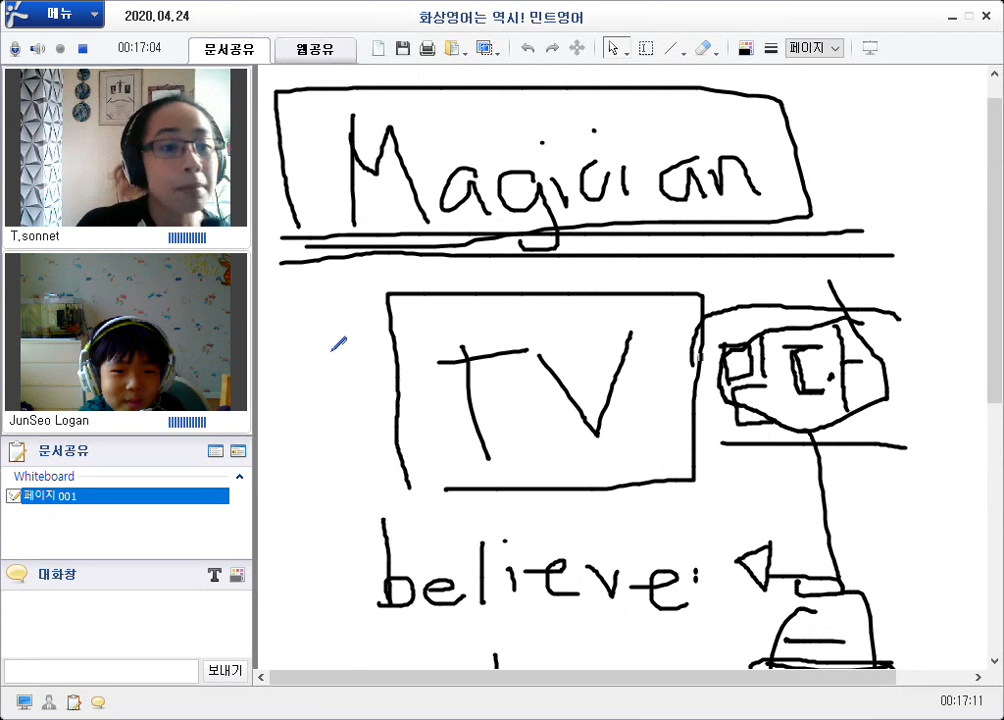 메뉴
2020.04.24
화상영어는 역시! 민트영어
00:17:04
문서공유
웹공유
페이지
T.sonnet
JunSeo Logan
문서공유
Whiteboard
페이지 001
대화창
T
보내기
Magician
TV
believe:
00:17:11